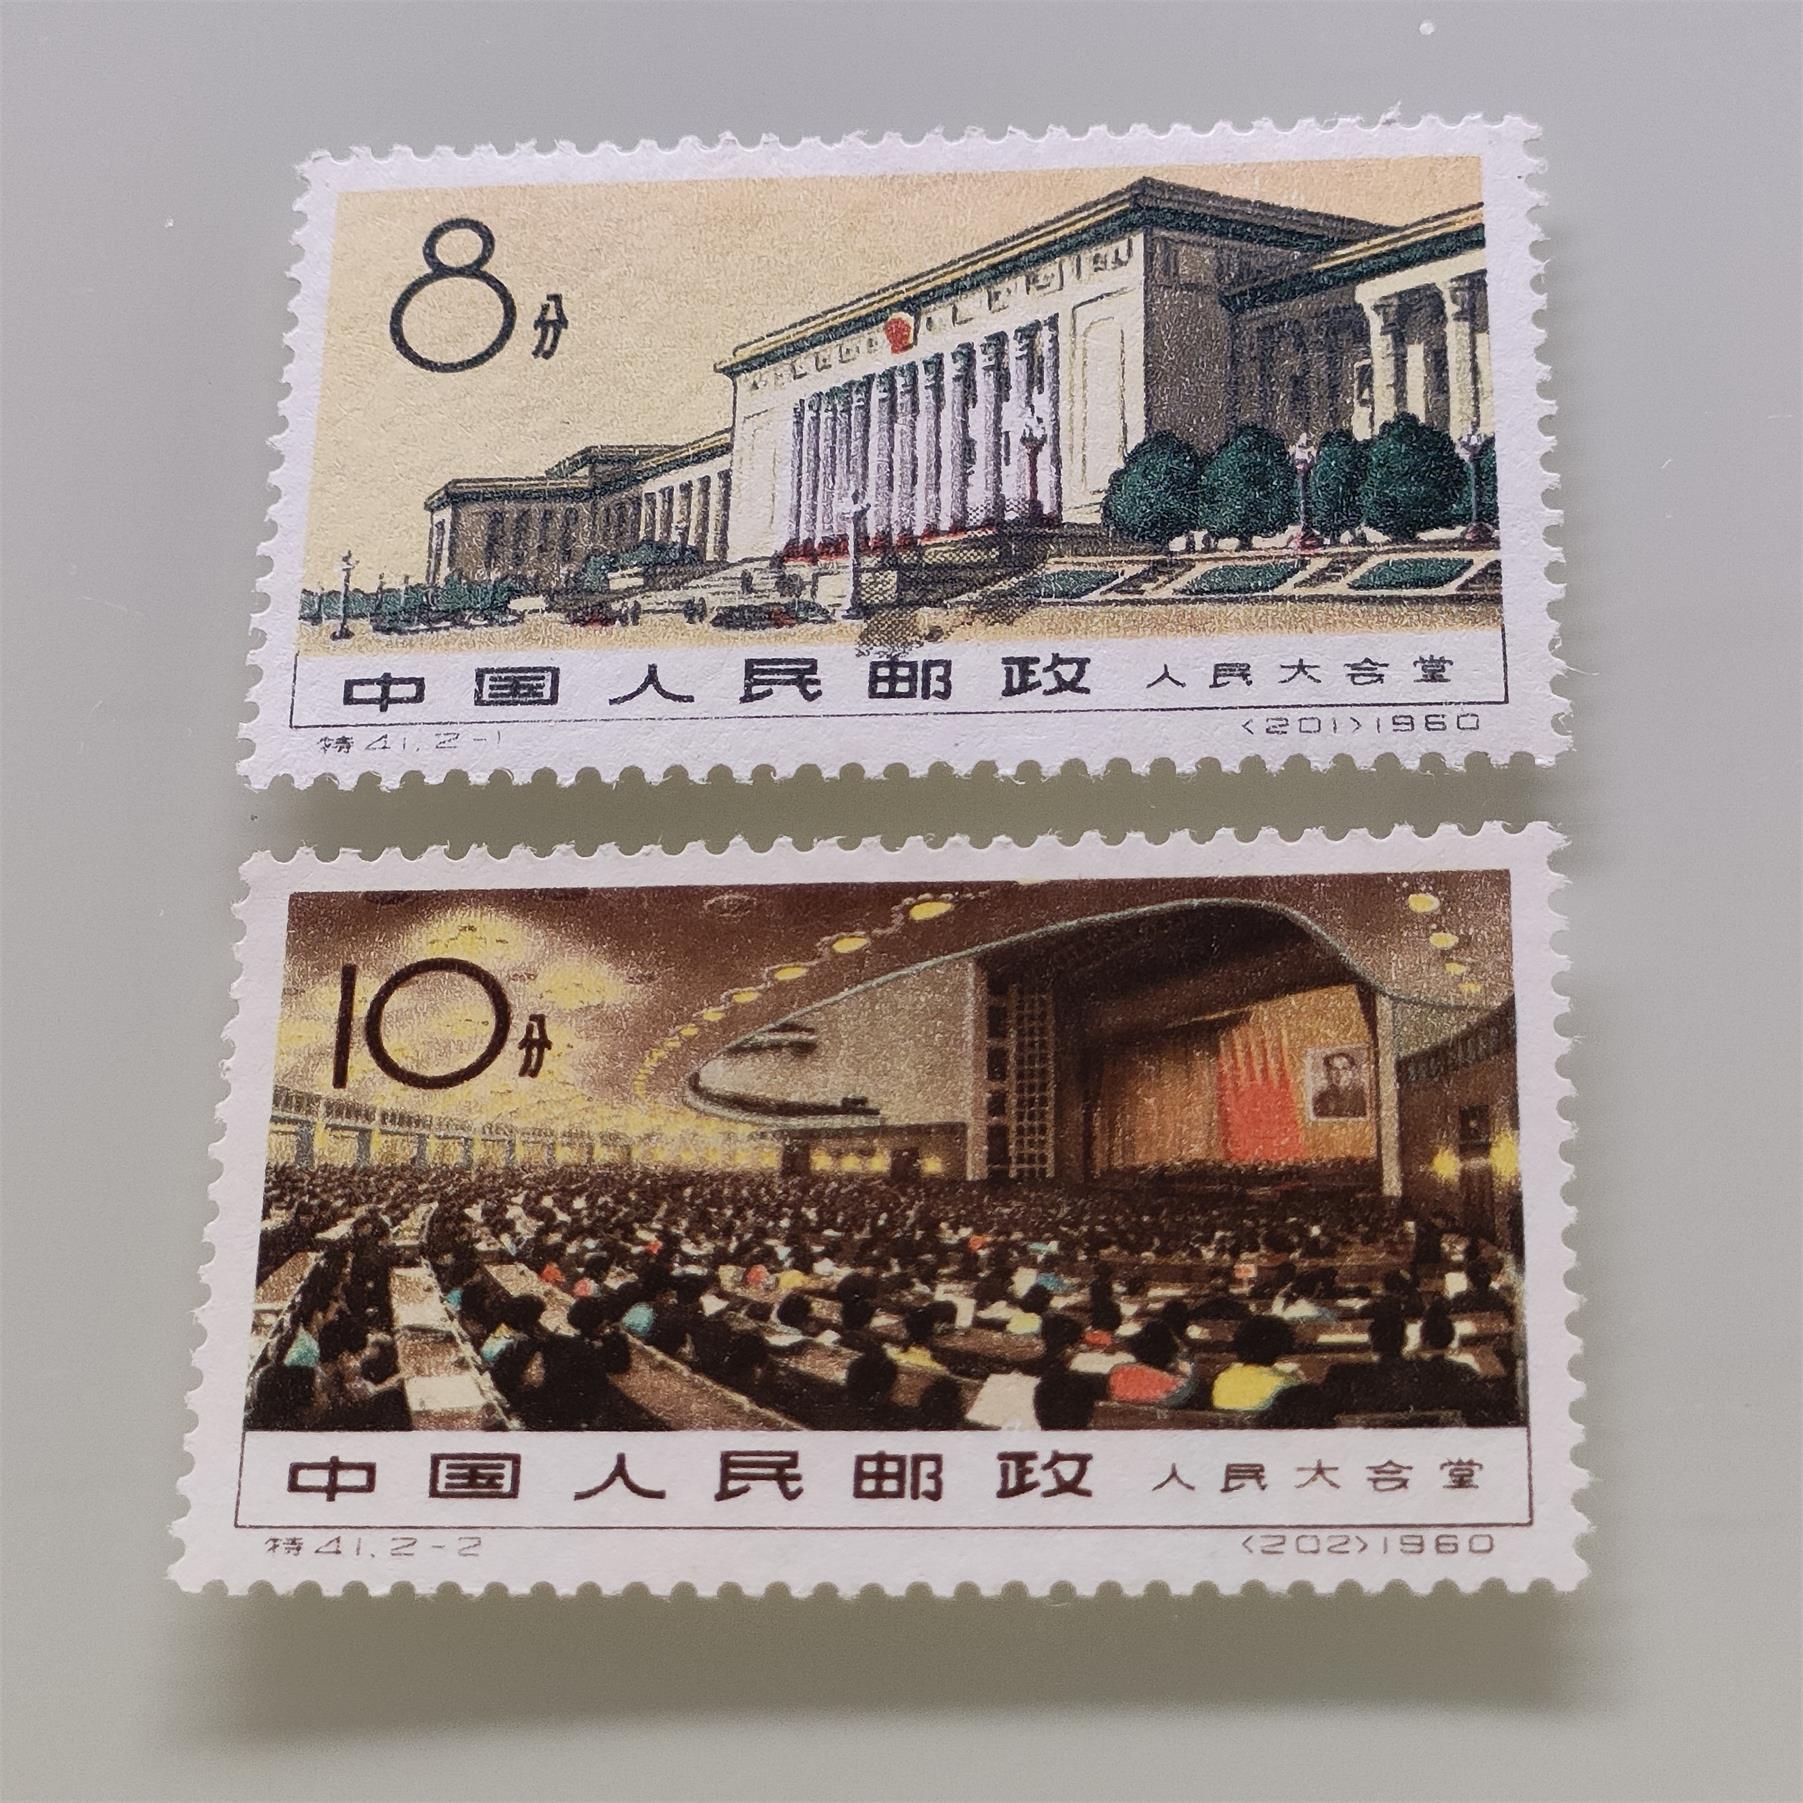 8分
中国人民邮政 人民大会堂
特41.2-1 <201>1960
10分
中国人民邮政 人民大会堂
特41.2-2 <202>1960